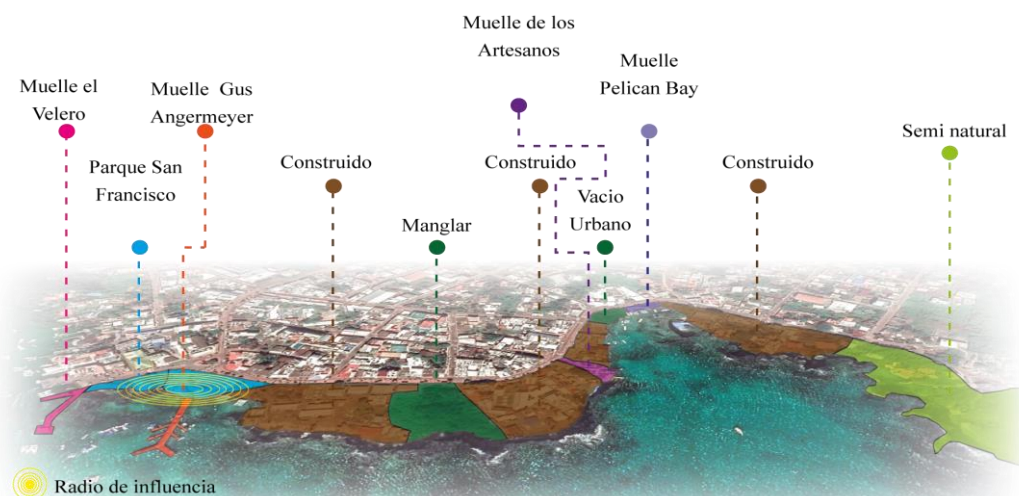 Muelle de los
Artesanos
Muelle
Pelican Bay
Muelle el
Velero
Muelle Gus
Angermeyer
Semi natural
Parque San
Francisco
Construido
Construido
Construido
Vacio
Urbano
Manglar
Radio de influencia